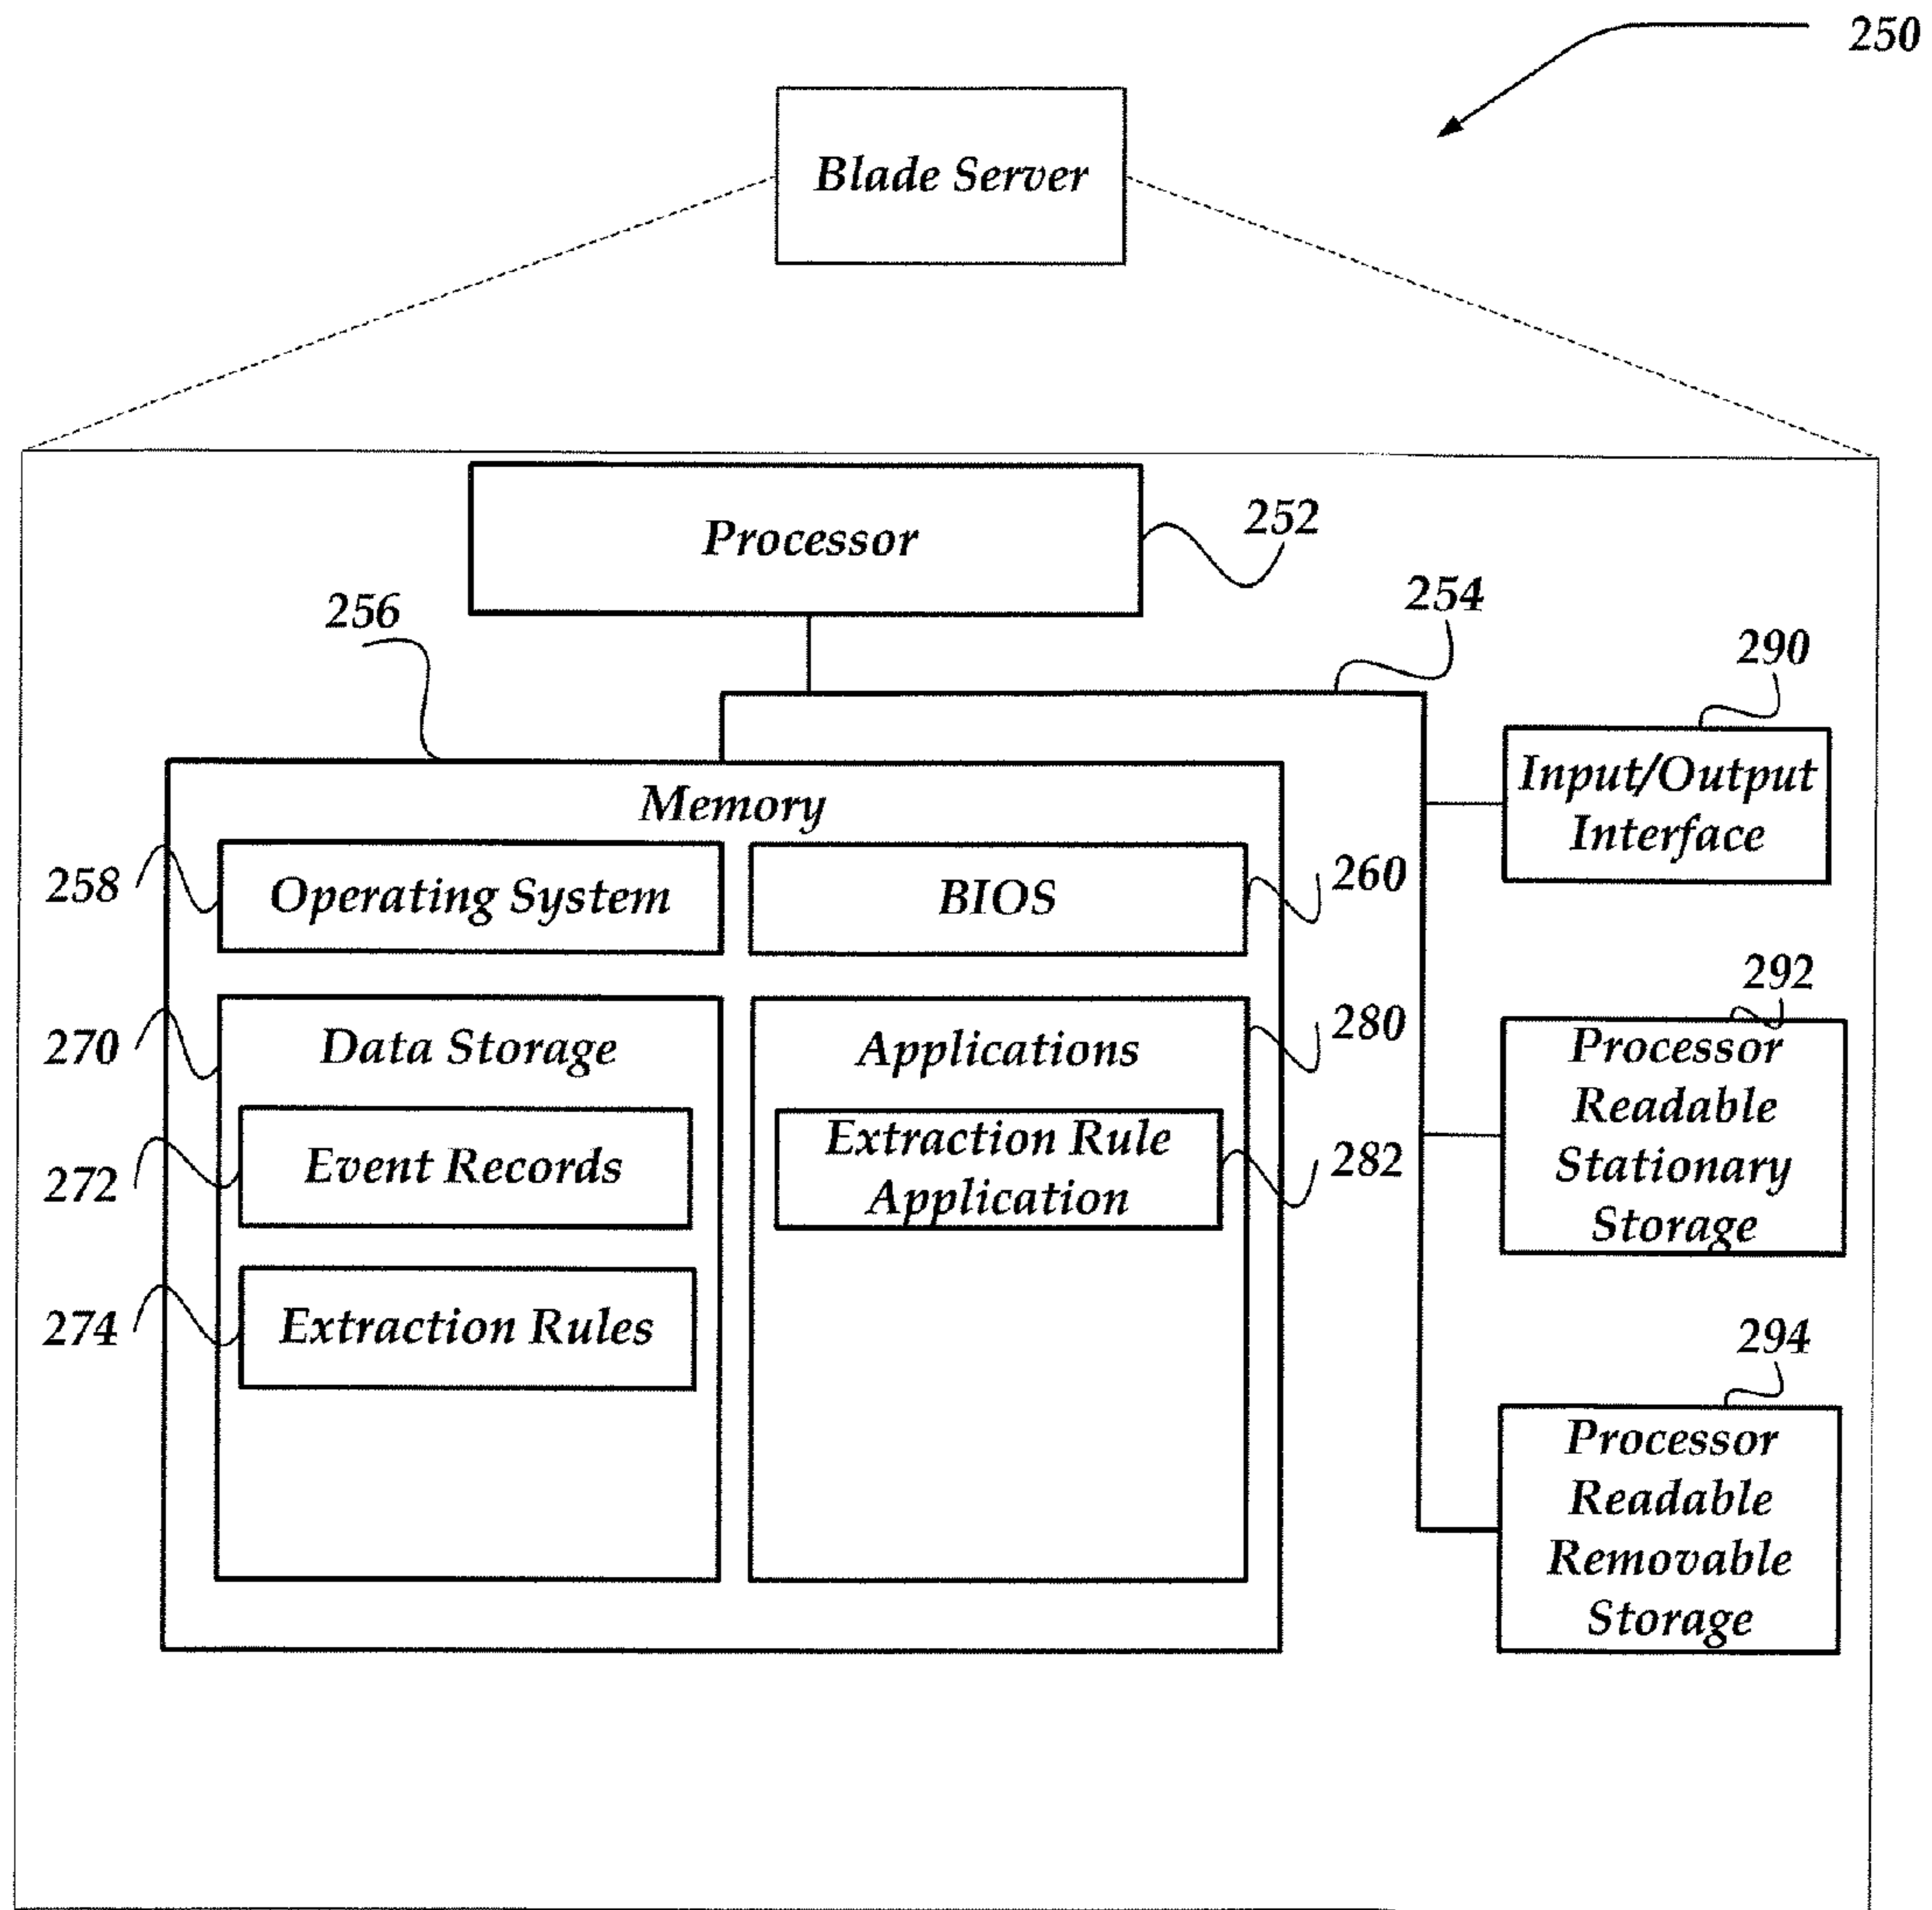 250
Blade Server
Processor
252
256
254
290
Input/Output
Interface
Memory
258
Operating System
BIOS
260
292
Processor
Readable
Stationary
Storage
270
Data Storage
Applications
280
272
Event Records
Extraction Rule
Application
282
274
Extraction Rules
294
Processor
Readable
Removable
Storage